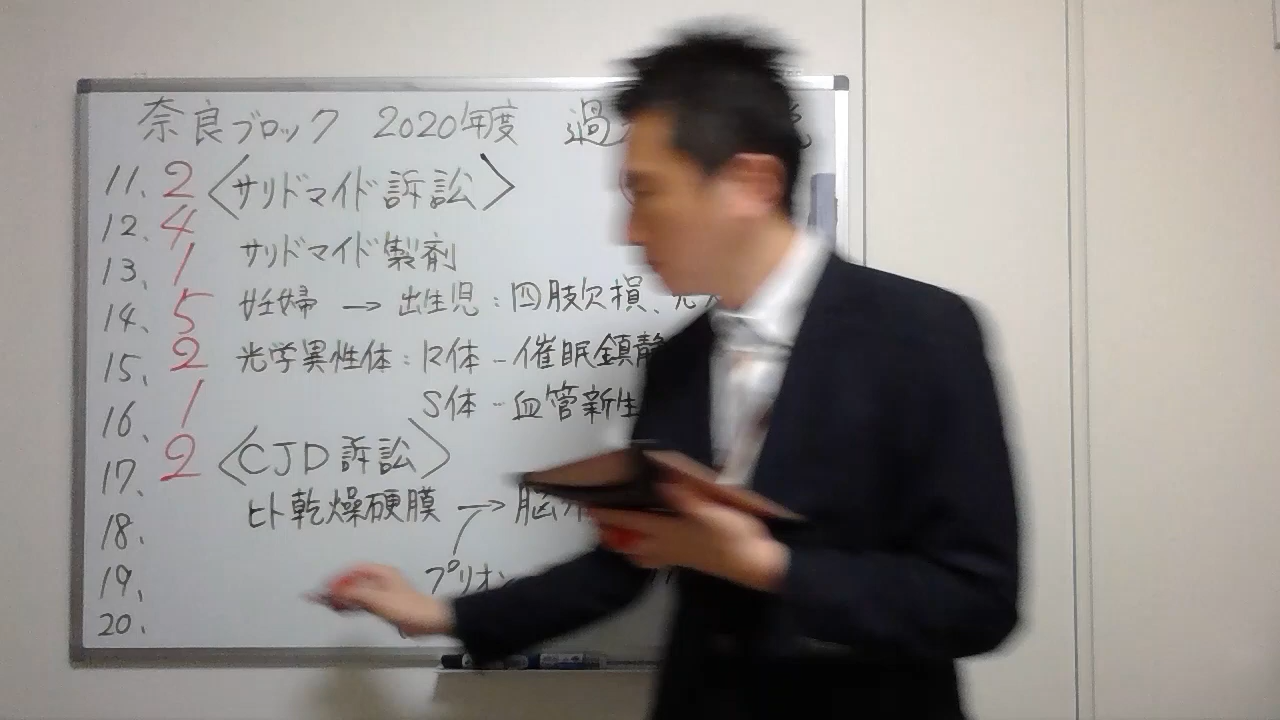 奈良ブロック 2020年度 過
11. 2 〈サリドマイド訴訟〉
12. 4
サリドマイド製剤
13. 1
14. 5 妊婦 → 出生児：四肢欠損、
15. 2 光学異性体：R体 - 催眠鎮静
16. 1 S体 - 血管新生
17. 2 〈CJD訴訟〉
ヒト乾燥硬膜 → 脳
18.
19. プリオン
20.